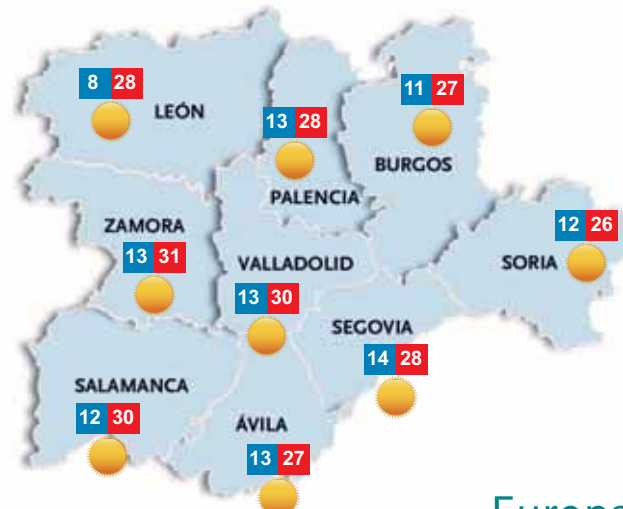 8 28
LEÓN
11 27
BURGOS
13 28
PALENCIA
ZAMORA
13 31
VALLADOLID
13 30
12 26
SORIA
SEGOVIA
14 28
SALAMANCA
12 30
ÁVILA
13 27